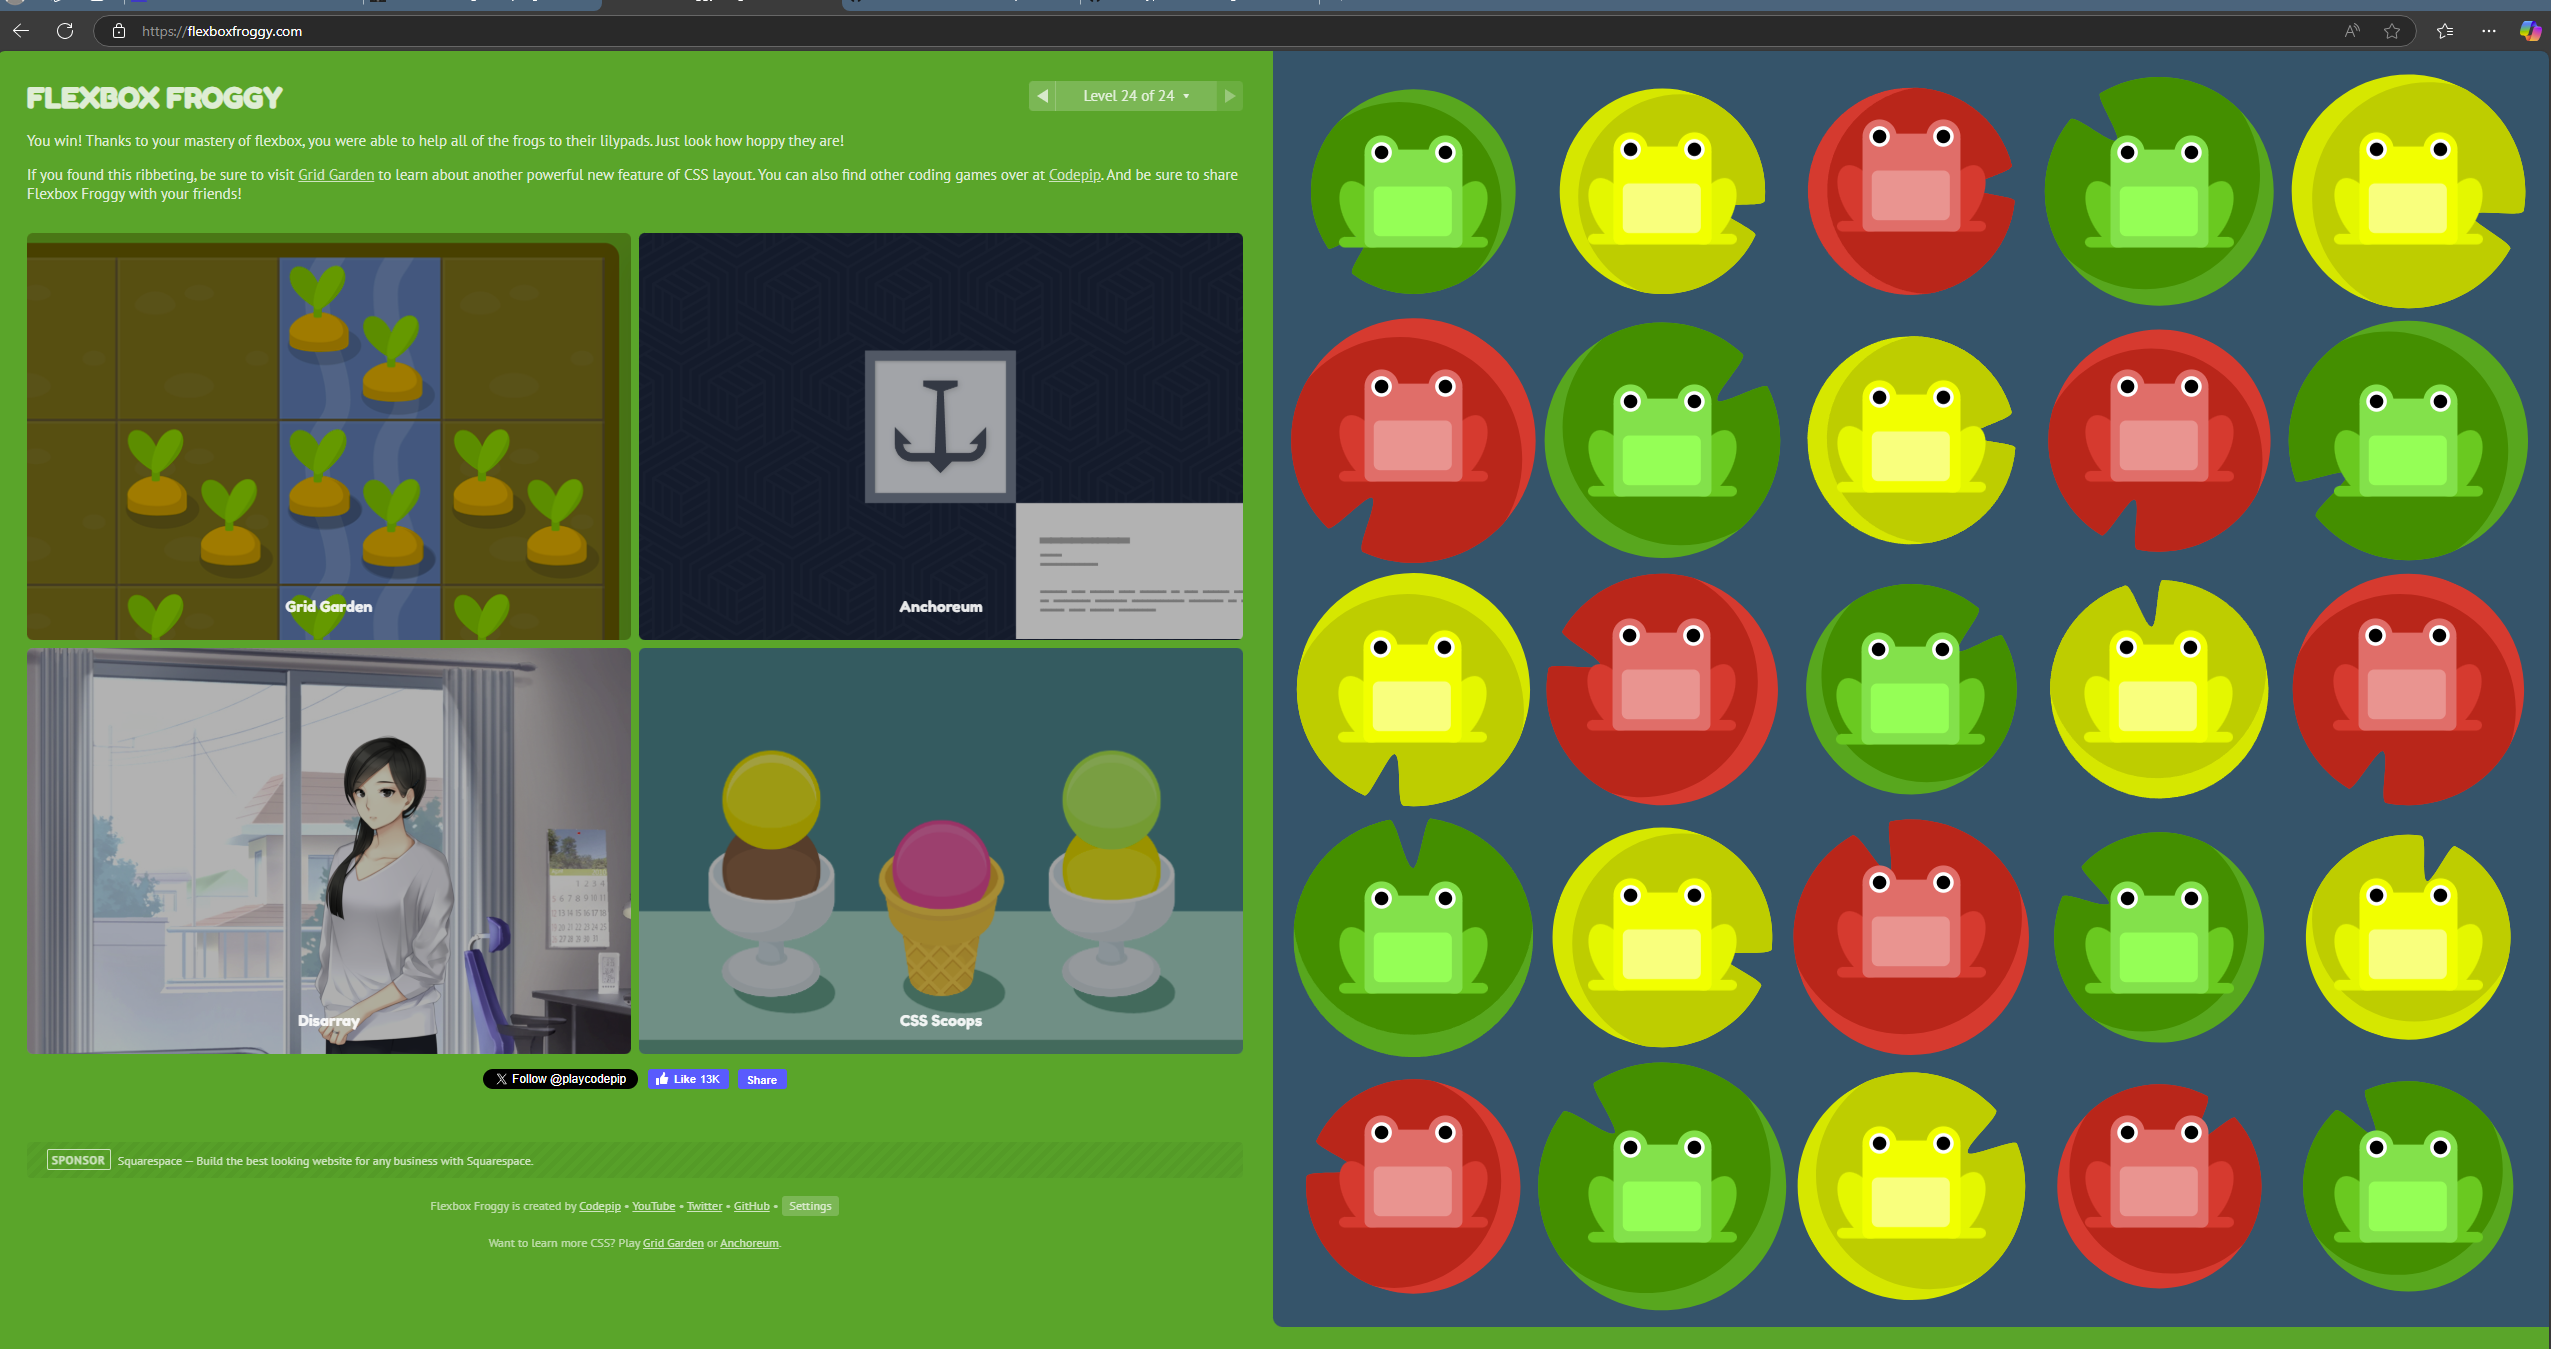 https://flexboxfroggy.com
FLEXBOX FROGGY
Level 24 of 24
You win! Thanks to your mastery of flexbox, you were able to help all of the frogs to their lilypads. Just look how hoppy they are!
If you found this ribbeting, be sure to visit Grid Garden to learn about another powerful new feature of CSS layout. You can also find other coding games over at Codepip. And be sure to share
Flexbox Froggy with your friends!
Grid Garden
Anchoreum
Disarray
CSS Scoops
Follow @playcodepip
Like 13K
Share
SPONSOR Squarespace — Build the best looking website for any business with Squarespace.
Flexbox Froggy is created by Codepip • YouTube • Twitter • GitHub • Settings
Want to learn more CSS? Play Grid Garden or Anchoreum.